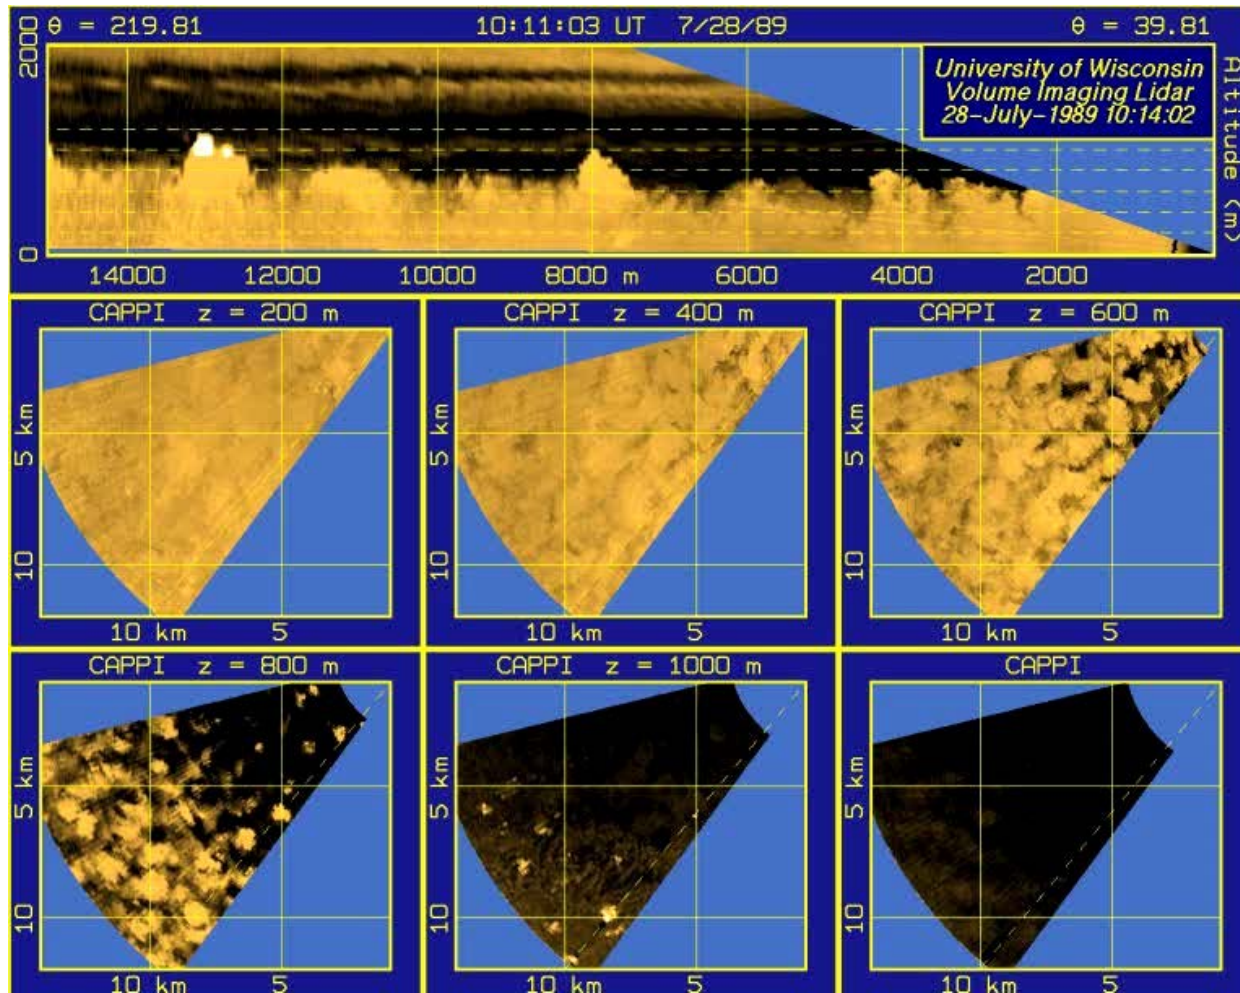 θ = 219.81 10:11:03 UT 7/28/89 θ = 39.81
2000
0
University of Wisconsin
Volume Imaging Lidar
28-July-1989 10:14:02
Altitude (m)
14000 12000 10000 8000 m 6000 4000 2000
CAPPI z = 200 m
5 km
10
10 km 5
CAPPI z = 400 m
5 km
10
10 km 5
CAPPI z = 600 m
5 km
10
10 km 5
CAPPI z = 800 m
5 km
10
10 km 5
CAPPI z = 1000 m
5 km
10
10 km 5
CAPPI
5 km
10
10 km 5